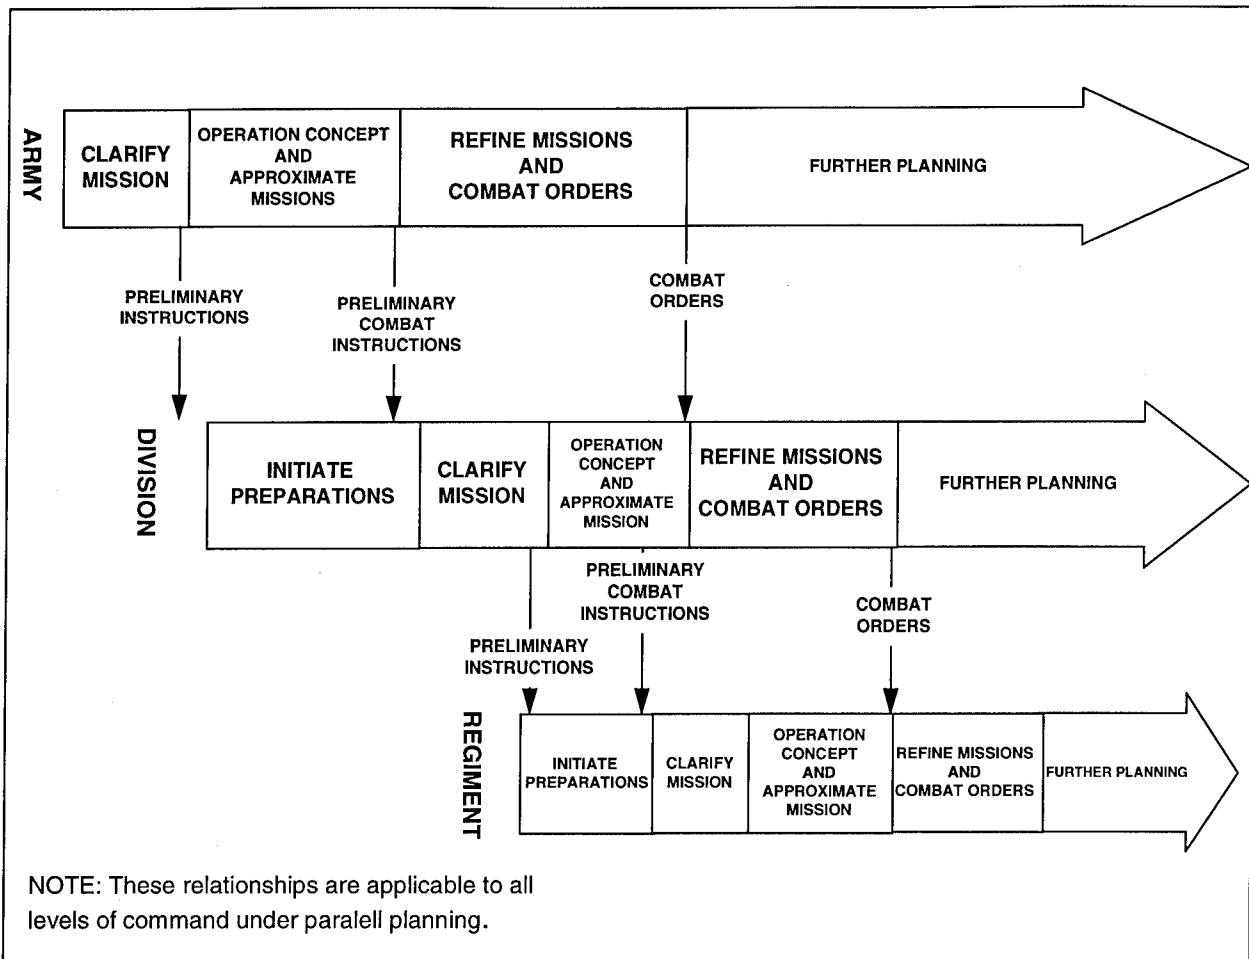 ARMY
CLARIFY
MISSION
OPERATION CONCEPT
AND
APPROXIMATE
MISSIONS
REFINE MISSIONS
AND
COMBAT ORDERS
FURTHER PLANNING
PRELIMINARY
INSTRUCTIONS
PRELIMINARY
COMBAT
INSTRUCTIONS
COMBAT
ORDERS
DIVISION
INITIATE
PREPARATIONS
CLARIFY
MISSION
OPERATION
CONCEPT
AND
APPROXIMATE
MISSION
REFINE MISSIONS
AND
COMBAT ORDERS
FURTHER PLANNING
PRELIMINARY
INSTRUCTIONS
PRELIMINARY
COMBAT
INSTRUCTIONS
COMBAT
ORDERS
REGIMENT
INITIATE
PREPARATIONS
CLARIFY
MISSION
OPERATION
CONCEPT
AND
APPROXIMATE
MISSION
REFINE MISSIONS
AND
COMBAT ORDERS
FURTHER PLANNING
NOTE: These relationships are applicable to all
levels of command under paralell planning.